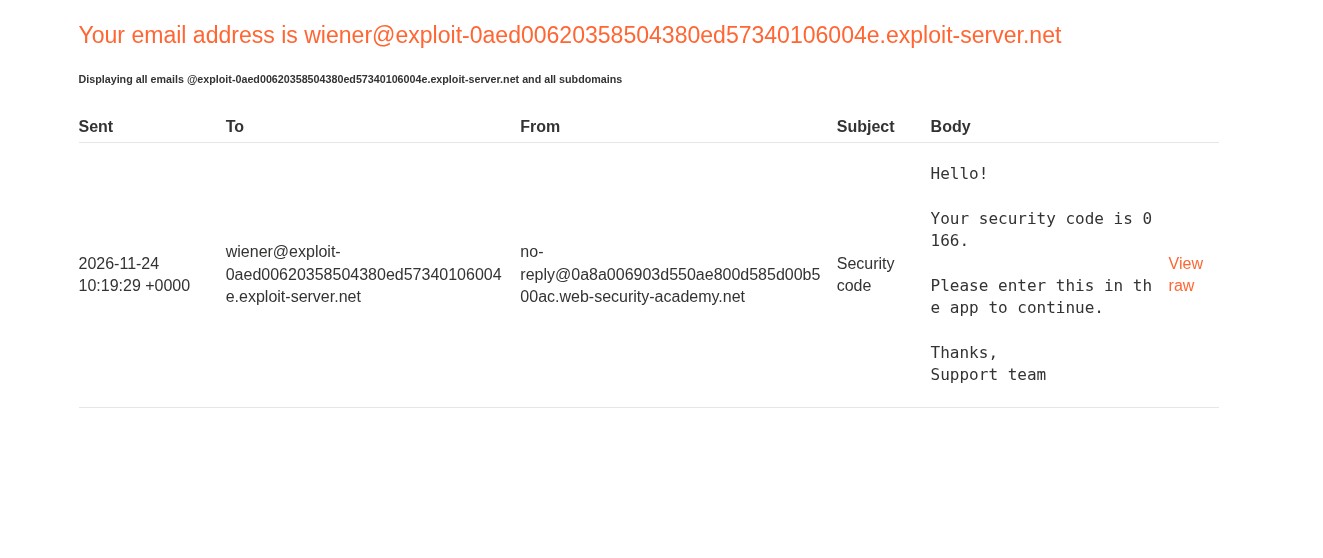 Your email address is wiener@exploit-0aed00620358504380ed57340106004e.exploit-server.net
Displaying all emails @exploit-0aed00620358504380ed57340106004e.exploit-server.net and all subdomains
Sent To From Subject Body
2026-11-24
10:19:29 +0000
wiener@exploit-
0aed00620358504380ed57340106004
e.exploit-server.net
no-
reply@0a8a006903d550ae800d585d00b5
00ac.web-security-academy.net
Security
code
Hello!
Your security code is 0
166.
Please enter this in th
e app to continue.
Thanks,
Support team
View
raw